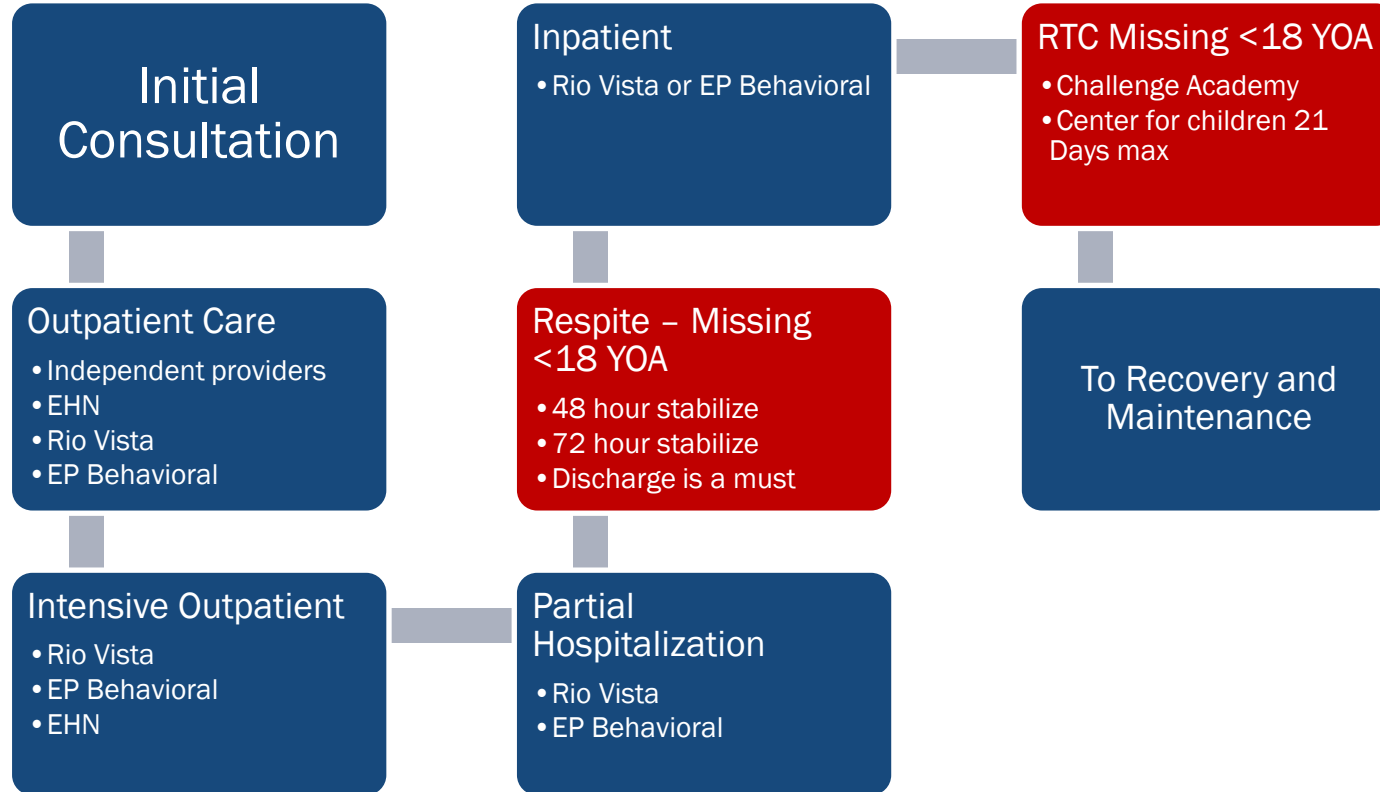 Initial
Consultation
Outpatient Care
•Independent providers
•EHN
•Rio Vista
•EP Behavioral
Intensive Outpatient
•Rio Vista
•EP Behavioral
•EHN
Partial
Hospitalization
•Rio Vista
•EP Behavioral
Respite – Missing
<18 YOA
•48 hour stabilize
•72 hour stabilize
•Discharge is a must
Inpatient
•Rio Vista or EP Behavioral
RTC Missing <18 YOA
•Challenge Academy
•Center for children 21
Days max
To Recovery and
Maintenance